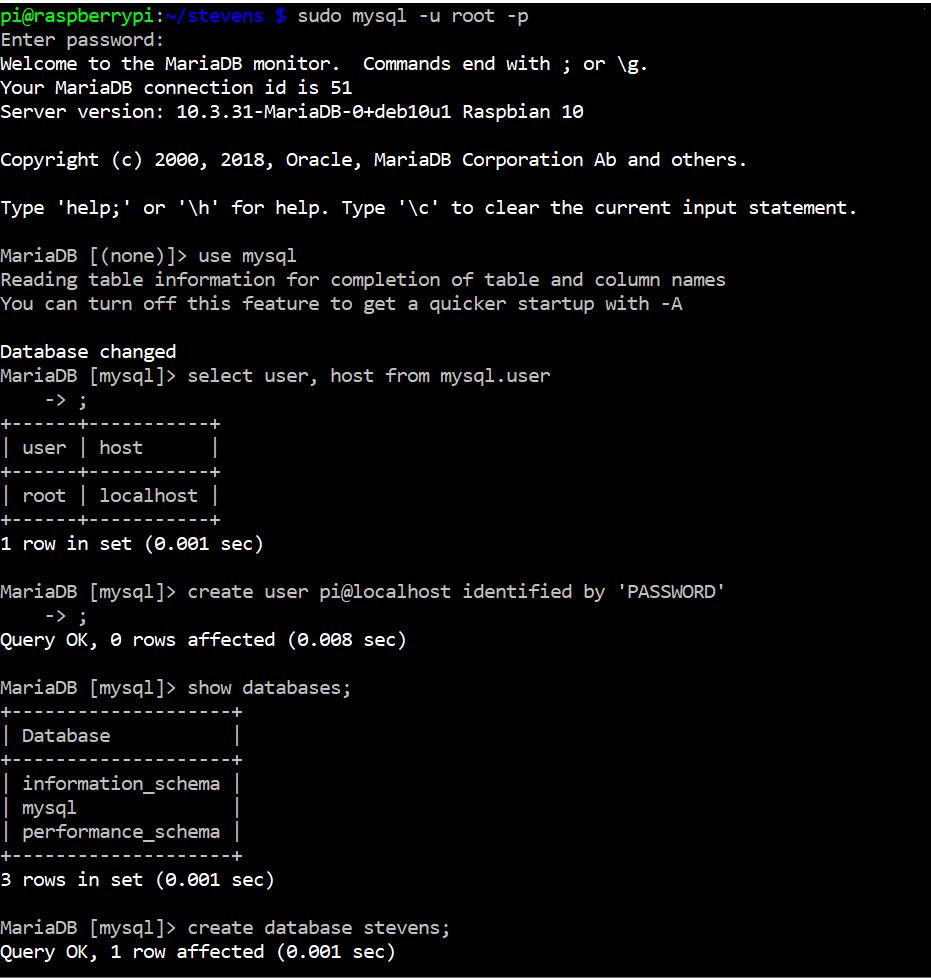 pi@raspberrypi:~/stevens $ sudo mysql -u root -p
Enter password:
Welcome to the MariaDB monitor.  Commands end with ; or \g.
Your MariaDB connection id is 51
Server version: 10.3.31-MariaDB-0+deb10u1 Raspbian 10

Copyright (c) 2000, 2018, Oracle, MariaDB Corporation Ab and others.

Type 'help;' or '\h' for help. Type '\c' to clear the current input statement.

MariaDB [(none)]> use mysql
Reading table information for completion of table and column names
You can turn off this feature to get a quicker startup with -A

Database changed
MariaDB [mysql]> select user, host from mysql.user
    -> ;
+------+-----------+
| user | host      |
+------+-----------+
| root | localhost |
+------+-----------+
1 row in set (0.001 sec)

MariaDB [mysql]> create user pi@localhost identified by 'PASSWORD'
    -> ;
Query OK, 0 rows affected (0.008 sec)

MariaDB [mysql]> show databases;
+--------------------+
| Database           |
+--------------------+
| information_schema |
| mysql              |
| performance_schema |
+--------------------+
3 rows in set (0.001 sec)

MariaDB [mysql]> create database stevens;
Query OK, 1 row affected (0.001 sec)